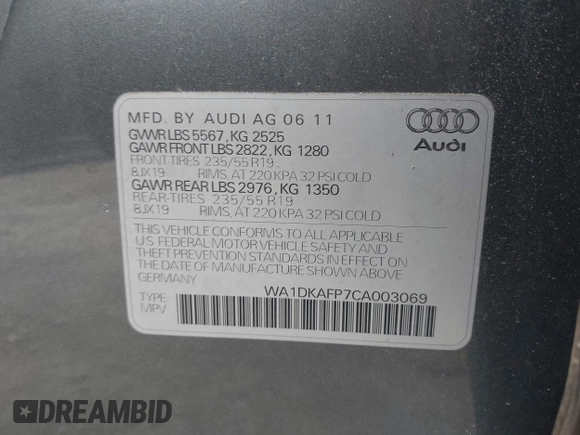 MFD. BY AUDI AG 06 11
GVWR LBS 5567, KG 2525
GAWR FRONT LBS 2822, KG 1280
FRONT-TIRES 235/55 R19
8JX19 RIMS, AT 220 KPA 32 PSI COLD
GAWR REAR LBS 2976, KG 1350
REAR-TIRES 235/55 R19
8JX19 RIMS, AT 220 KPA 32 PSI COLD
Audi
THIS VEHICLE CONFORMS TO ALL APPLICABLE
U.S. FEDERAL MOTOR VEHICLE SAFETY AND
THEFT PREVENTION STANDARDS IN EFFECT ON
THE DATE OF MANUFACTURE SHOWN ABOVE.
GERMANY
WA1DKAFP7CA003069
TYPE:
MPV
DREAMBID